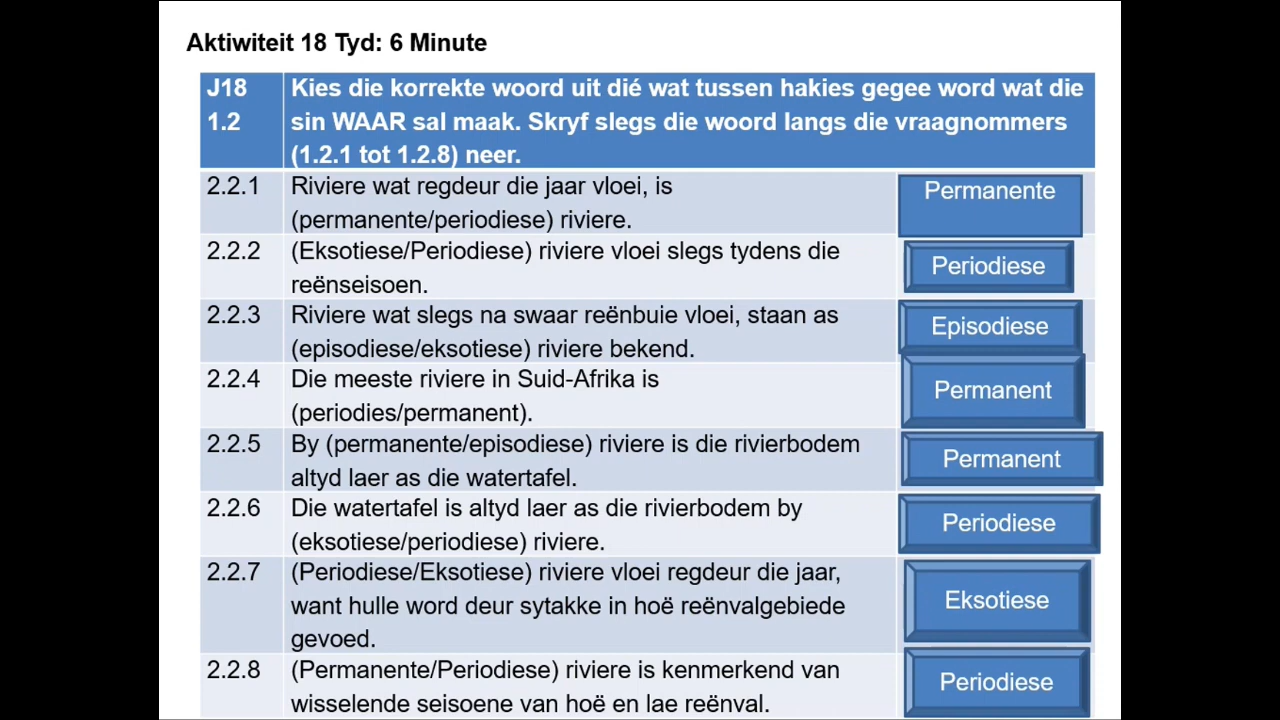 Aktiwiteit 18 Tyd: 6 Minute
J18 Kies die korrekte woord uit dié wat tussen hakies gegee word wat die
1.2 sin WAAR sal maak. Skryf slegs die woord langs die vraagnommers
(1.2.1 tot 1.2.8) neer.
2.2.1 Riviere wat regdeur die jaar vloei, is Permanente
(permanente/periodiese) riviere.
2.2.2 (Eksotiese/Periodiese) riviere vloei slegs tydens die Periodiese
reënseisoen.
2.2.3 Riviere wat slegs na swaar reënbuie vloei, staan as Episodiese
(episodiese/eksotiese) riviere bekend.
2.2.4 Die meeste riviere in Suid-Afrika is Permanent
(periodies/permanent).
2.2.5 By (permanente/episodiese) riviere is die rivierbodem Permanent
altyd laer as die watertafel.
2.2.6 Die watertafel is altyd laer as die rivierbodem by Periodiese
(eksotiese/periodiese) riviere.
2.2.7 (Periodiese/Eksotiese) riviere vloei regdeur die jaar, Eksotiese
want hulle word deur sytakke in hoë reënvalgebiede
gevoed.
2.2.8 (Permanente/Periodiese) riviere is kenmerkend van Periodiese
wisselende seisoene van hoë en lae reënval.